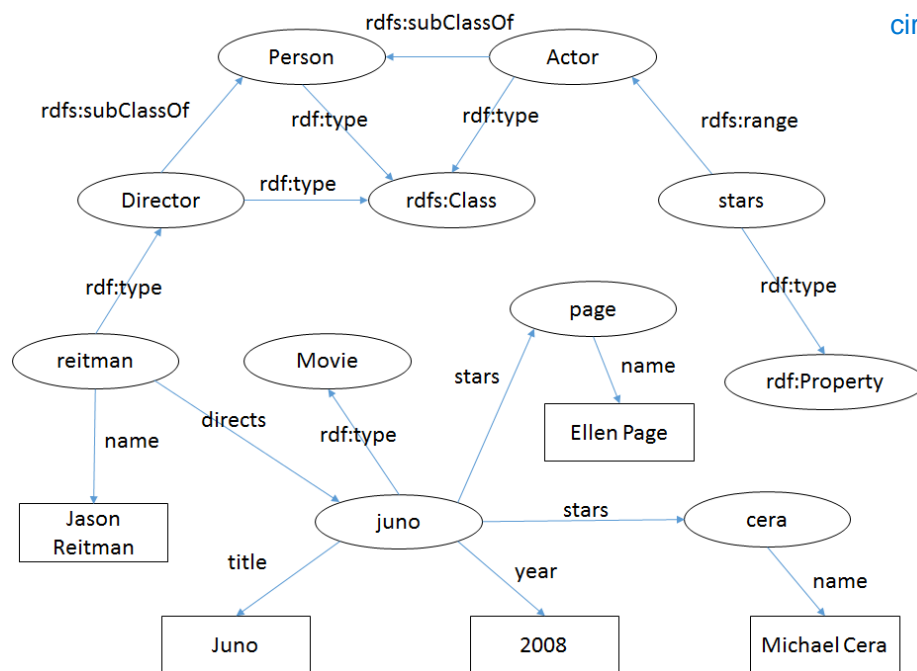 rdfs:subClassOf
cir
Person
Actor
rdfs:subClassOf
rdf:type
rdf:type
rdfs:range
Director
rdf:type
rdfs:Class
stars
rdf:type
rdf:type
page
reitman
Movie
stars
name
rdf:Property
directs
rdf:type
Ellen Page
name
Jason
Reitman
juno
stars
cera
title
year
name
Juno
2008
Michael Cera